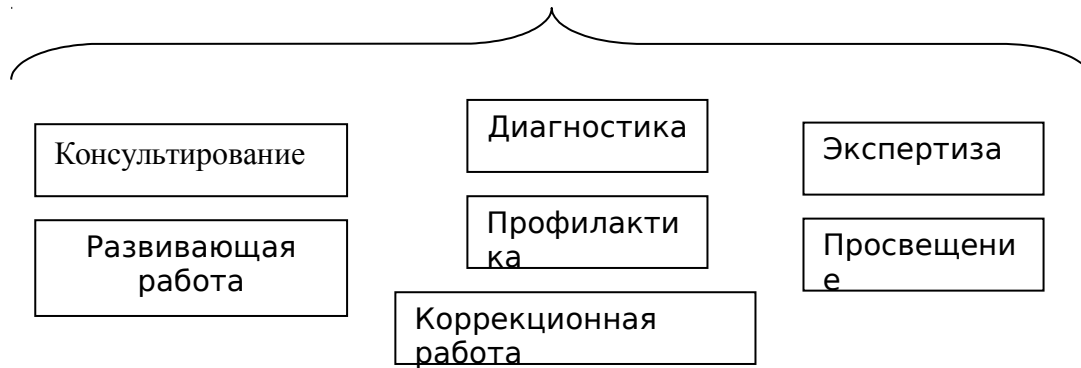 Консультирование
Диагностика
Экспертиза
Развивающая
работа
Профилакти
ка
Просвещени
е
Коррекционная
работа